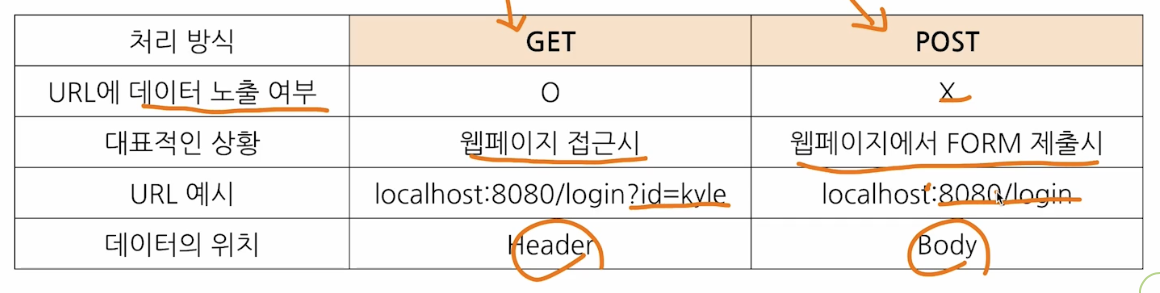 처리 방식 GET POST
URL에 데이터 노출 여부 O X
대표적인 상황 웹페이지 접근시 웹페이지에서 FORM 제출시
URL 예시 localhost:8080/login?id=kyle localhost:8080/login
데이터의 위치 Header Body